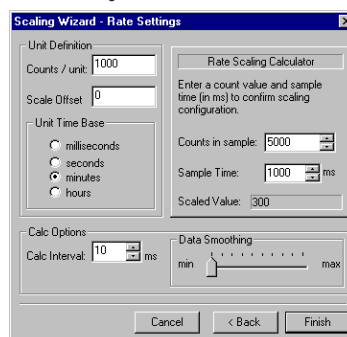 Scaling Wizard - Rate Settings
Unit Definition
Counts / unit: 1000
Scale Offset 0
Unit Time Base
milliseconds
seconds
minutes
hours
Rate Scaling Calculator
Enter a count value and sample
time (in ms) to confirm scaling
configuration.
Counts in sample: 5000
Sample Time: 1000 ms
Scaled Value: 300
Calc Options
Calc Interval: 10 ms
Data Smoothing
min max
Cancel < Back Finish